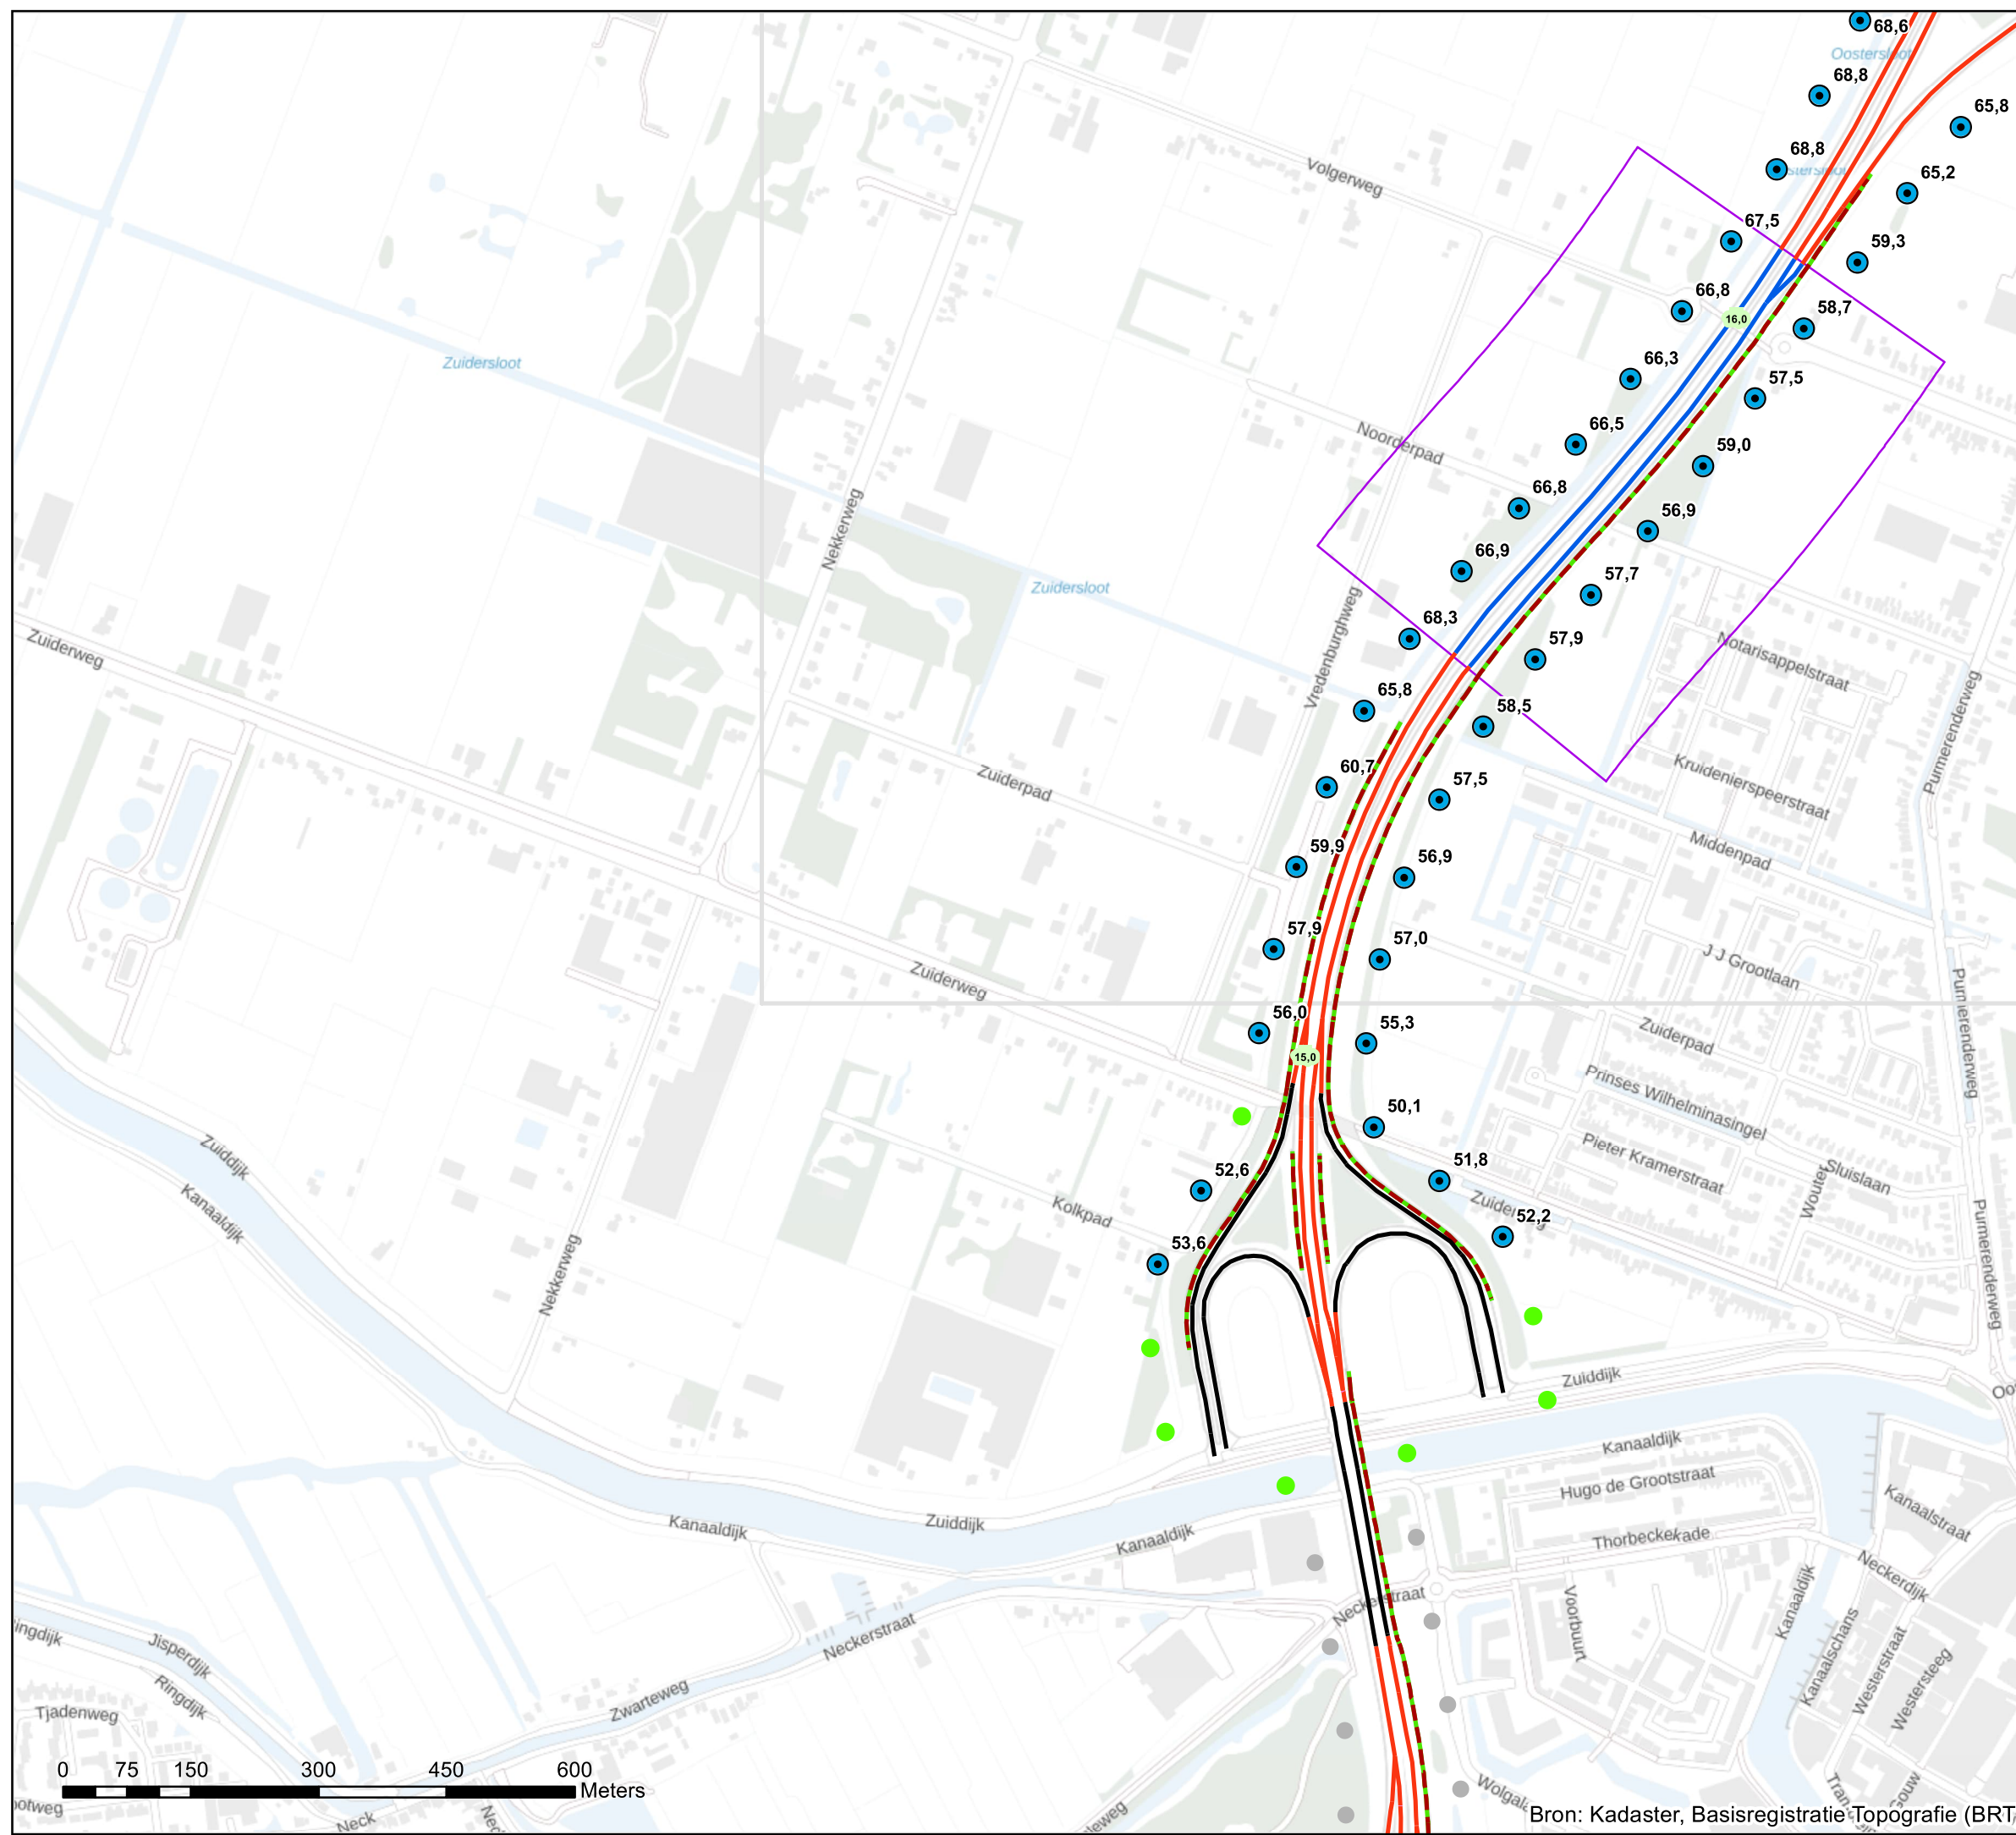 68,6
Oostersloot
68,8
65,8
68,8
65,2
Volgerweg
67,5
59,3
66,8
58,7
16,0
Zuidersloot
66,3
57,5
66,5
59,0
Noorderpad
66,8
56,9
Nekkerweg
66,9
57,7
Zuidersloot
Vredenburghweg
68,3
57,9
Zuiderweg
Notarisappelstraat
65,8
58,5
Purmerenderweg
60,7
57,5
Zuiderpad
Kruidenierspeerstraat
59,9
56,9
Middenpad
57,9
57,0
Zuiderweg
J J Grootlaan
Purmerenderweg
56,0
55,3
15,0
Zuiderpad
Prinses Wilhelminasingel
50,1
Zuiddijk
Kanaaldijk
52,6
51,8
Pieter Kramerstraat
Sluislaan
Wouter
Kolkpad
52,2
53,6
Nekkerweg
Purmerenderweg
Zuiddijk
Kanaaldijk
Hugo de Grootstraat
Kanaaldijk
Zuiddijk
Kanaaldijk
Thorbeckekade
Kanaalstraat
Neckerdijk
Neckerstraat
Voorbuurt
Kanaaldijk
Neckerstraat
Jisperdijk
Ringdijk
Zwarteweg
Kanaalschans
Westerstraat
Westersteeg
Tjadenweg
0 75 150 300 450 600
Meters
Neck
Bron: Kadaster, Basisregistratie Topografie (BRT